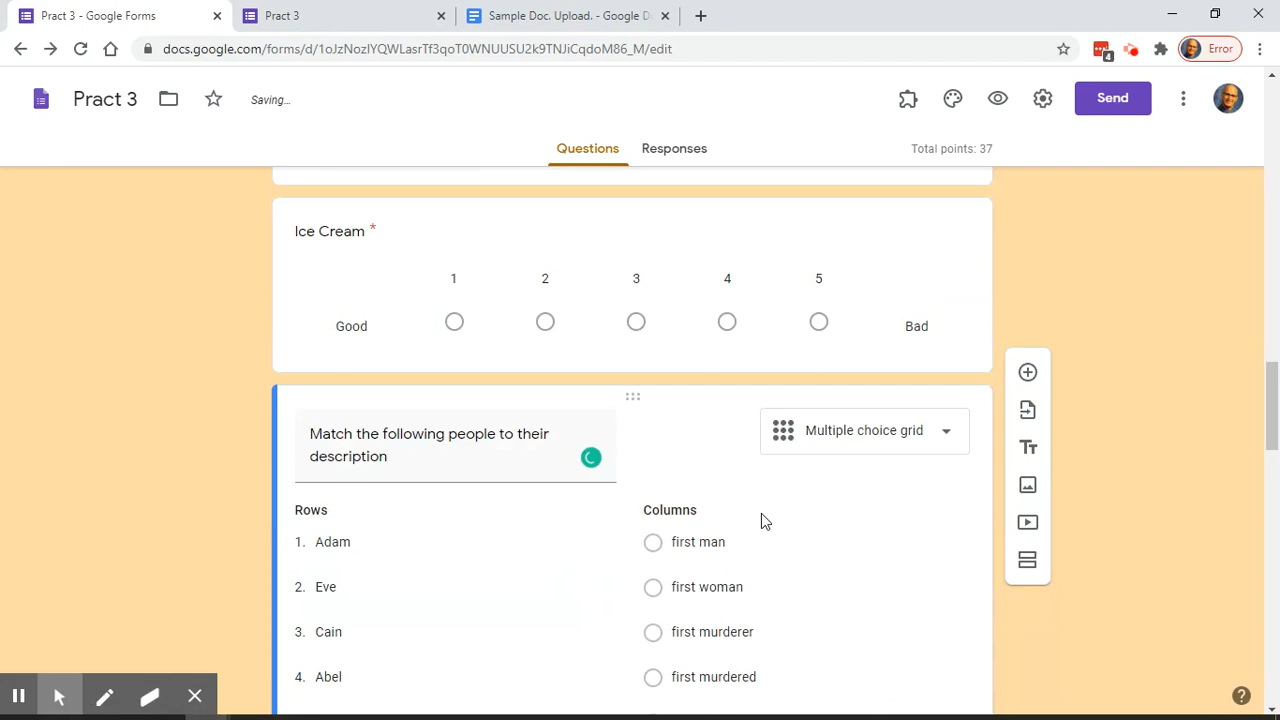 Pract 3 - Google Forms
Pract 3
Sample Doc. Upload. - Google D
docs.google.com/forms/d/1oJzNozIYQWLasrTf3qoT0WNUUSU2k9TNJiCqdoM86_M/edit
4
Error
Pract 3
Saving...
Send
Questions
Responses
Total points: 37
Ice Cream *
1 2 3 4 5
Good
Bad
Match the following people to their
description
Multiple choice grid
Tt
Rows
Columns
1. Adam
first man
2. Eve
first woman
3. Cain
first murderer
4. Abel
first murdered